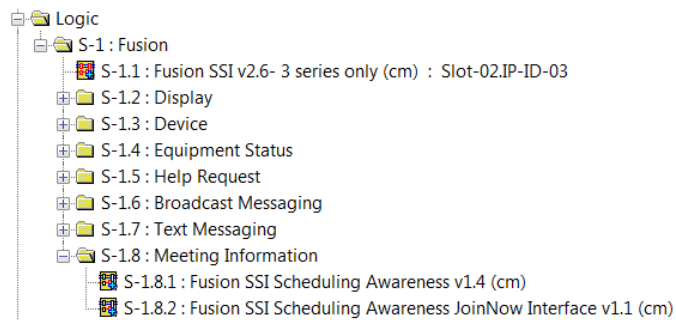 Logic
S-1 : Fusion
S-1.1 : Fusion SSI v2.6- 3 series only (cm) : Slot-02.IP-ID-03
S-1.2 : Display
S-1.3 : Device
S-1.4 : Equipment Status
S-1.5 : Help Request
S-1.6 : Broadcast Messaging
S-1.7 : Text Messaging
S-1.8 : Meeting Information
S-1.8.1 : Fusion SSI Scheduling Awareness v1.4 (cm)
S-1.8.2 : Fusion SSI Scheduling Awareness JoinNow Interface v1.1 (cm)